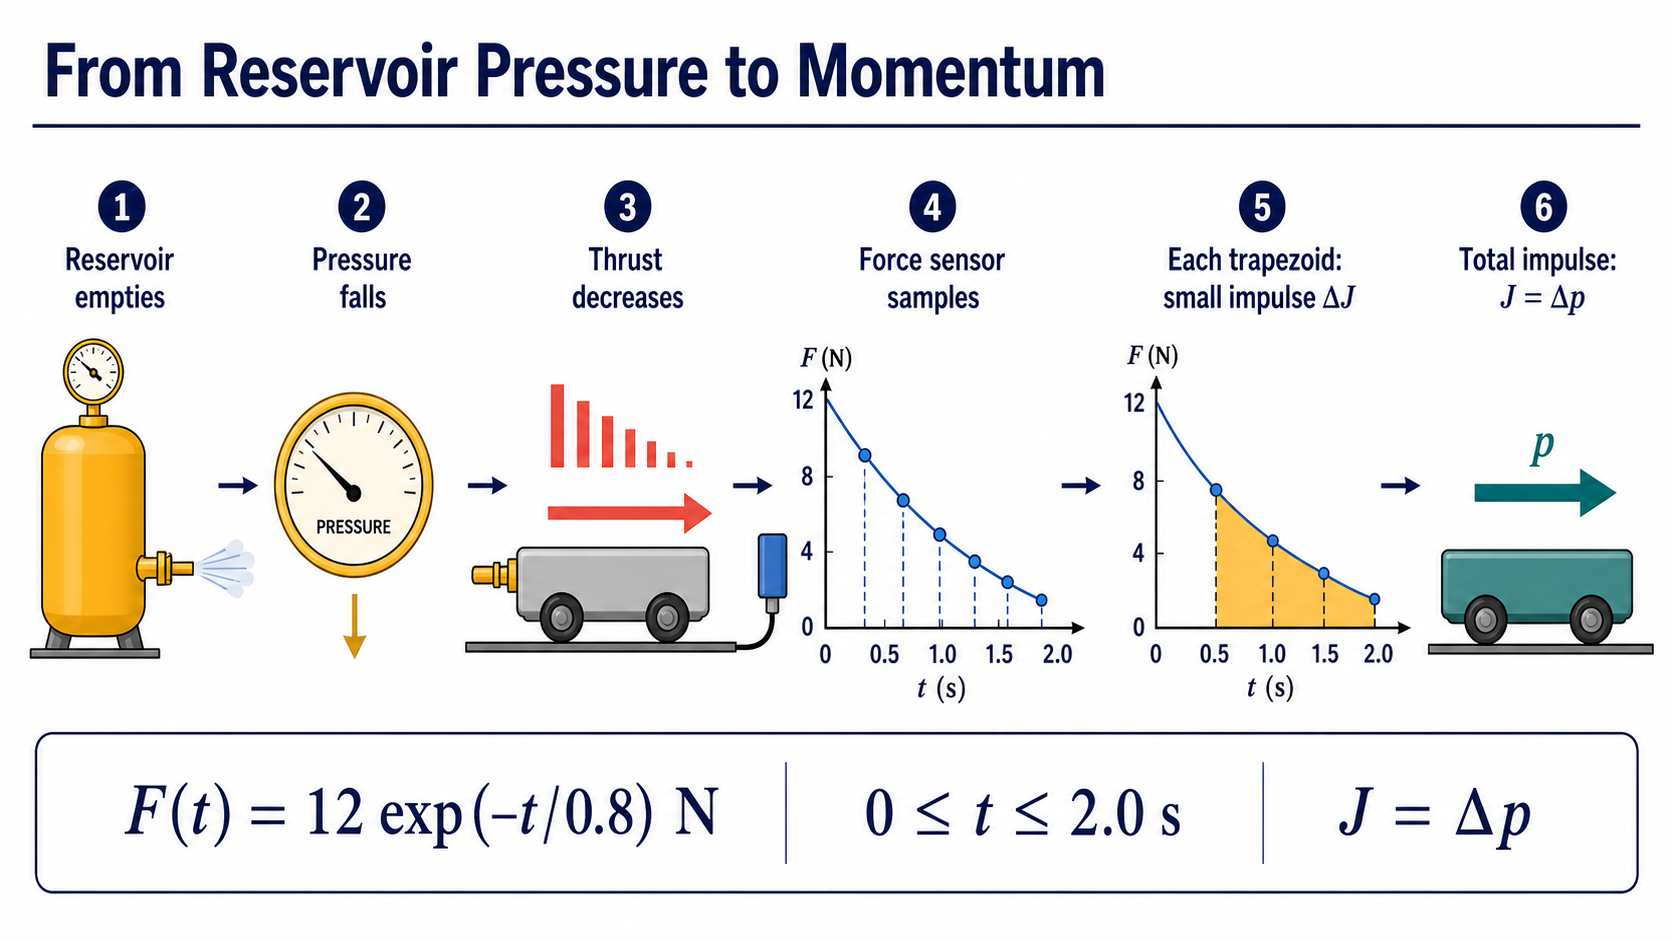 From Reservoir Pressure to Momentum
1
Reservoir
empties
2
Pressure
falls
PRESSURE
3
Thrust
decreases
4
Force sensor
samples
F (N)
12
8
4
0
0 0.5 1.0 1.5 2.0
t (s)
5
Each trapezoid:
small impulse ΔJ
F (N)
12
8
4
0
0 0.5 1.0 1.5 2.0
t (s)
6
Total impulse:
J = Δp
p
F(t) = 12 exp(−t/0.8) N
0 ≤ t ≤ 2.0 s
J = Δp